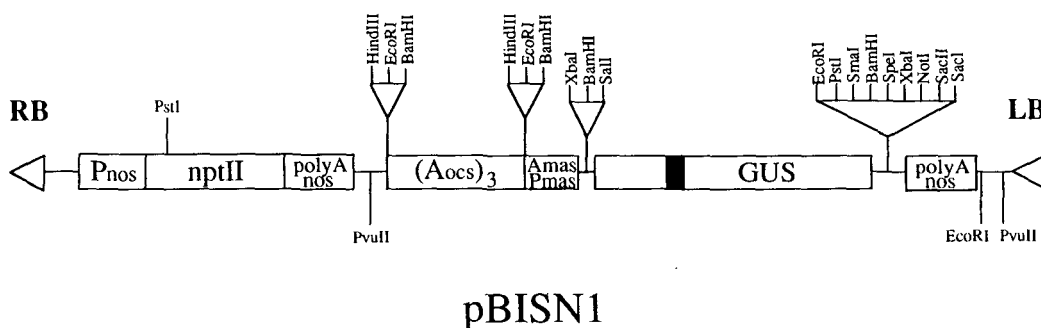 HindIII
EcoRI
BamHI
HindIII
EcoRI
BamHI
XbaI
BamHI
SalI
EcoRI
PstI
SmaI
BamHI
SpeI
XbaI
NotI
SacII
SacI
RB
PstI
LB
Pnos
nptII
polyA
nos
(Aocs)3
Amas
Pmas
GUS
polyA
nos
PvuII
EcoRI
PvuII
pBISN1